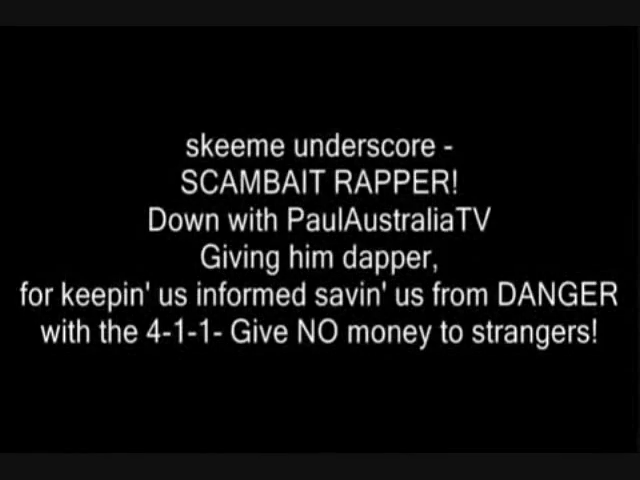 skeeme underscore -
SCAMBAIT RAPPER!
Down with PaulAustraliaTV
Giving him dapper,
for keepin' us informed savin' us from DANGER
with the 4-1-1- Give NO money to strangers!